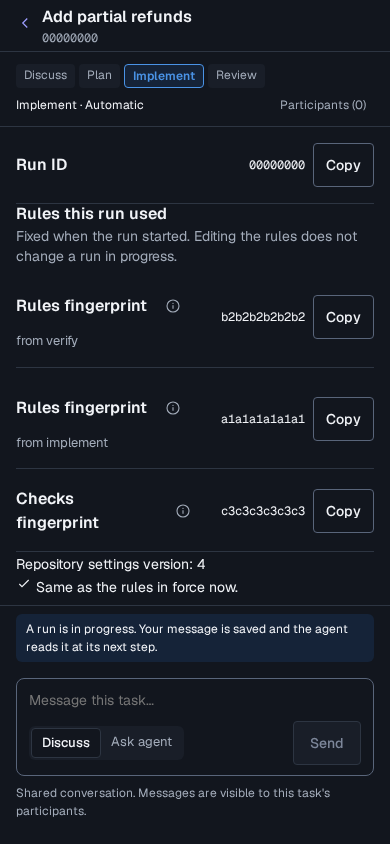 Add partial refunds
00000000
Discuss
Plan
Implement
Review
Implement · Automatic
Participants (0)
Run ID
00000000
Copy
Rules this run used
Fixed when the run started. Editing the rules does not
change a run in progress.
Rules fingerprint
b2b2b2b2b2b2
Copy
from verify
Rules fingerprint
a1a1a1a1a1a1
Copy
from implement
Checks
fingerprint
c3c3c3c3c3c3
Copy
Repository settings version: 4
Same as the rules in force now.
A run is in progress. Your message is saved and the agent
reads it at its next step.
Message this task…
Discuss
Ask agent
Send
Shared conversation. Messages are visible to this task's
participants.